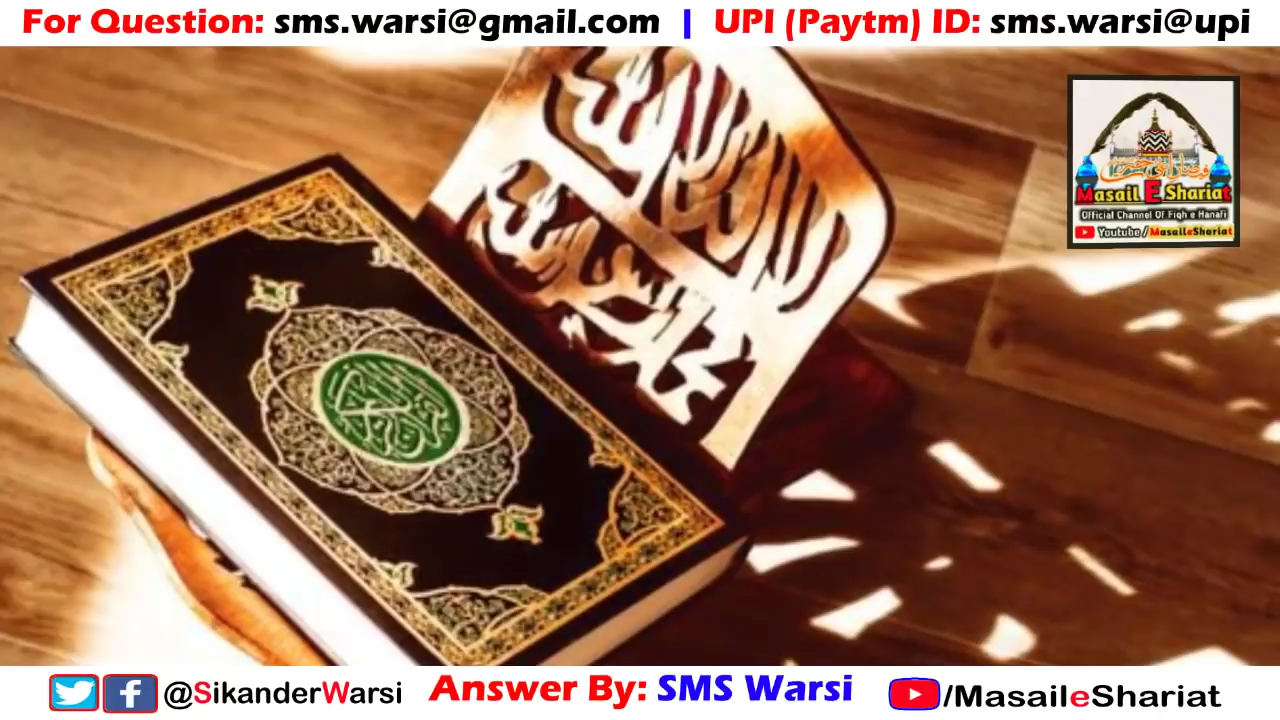 For Question: sms.warsi@gmail.com | UPI (Paytm) ID: sms.warsi@upi
Masail E Shariat
Official Channel Of Fiqh e Hanafi
Youtube / MasaileShariat
@SikanderWarsi
Answer By: SMS Warsi
/MasaileShariat